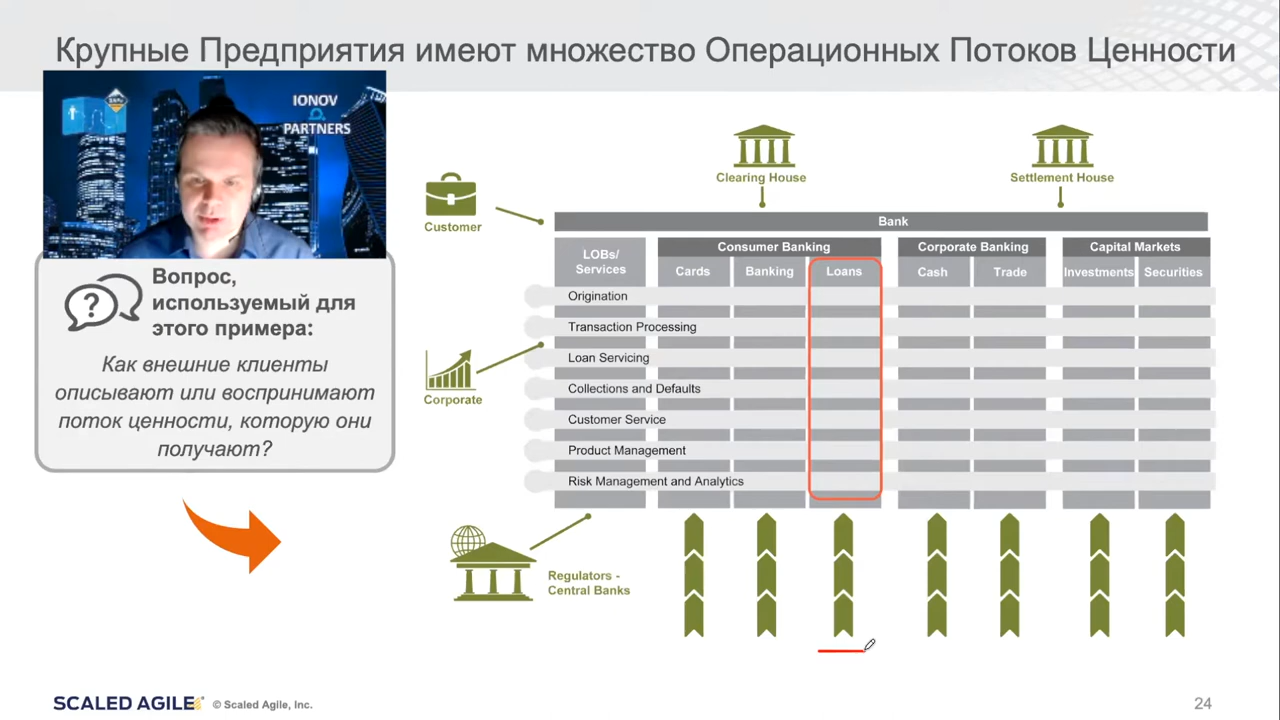 Крупные Предприятия имеют множество Операционных Потоков Ценности
IONOV
PARTNERS
Вопрос,
используемый для
этого примера:
Как внешние клиенты
описывают или воспринимают
поток ценности, которую они
получают?
Clearing House
Settlement House
Customer
Bank
LOBs/
Services
Consumer Banking
Corporate Banking
Capital Markets
Cards
Banking
Loans
Cash
Trade
Investments
Securities
Origination
Transaction Processing
Loan Servicing
Collections and Defaults
Customer Service
Product Management
Risk Management and Analytics
Corporate
Regulators -
Central Banks
SCALED AGILE
© Scaled Agile, Inc.
24